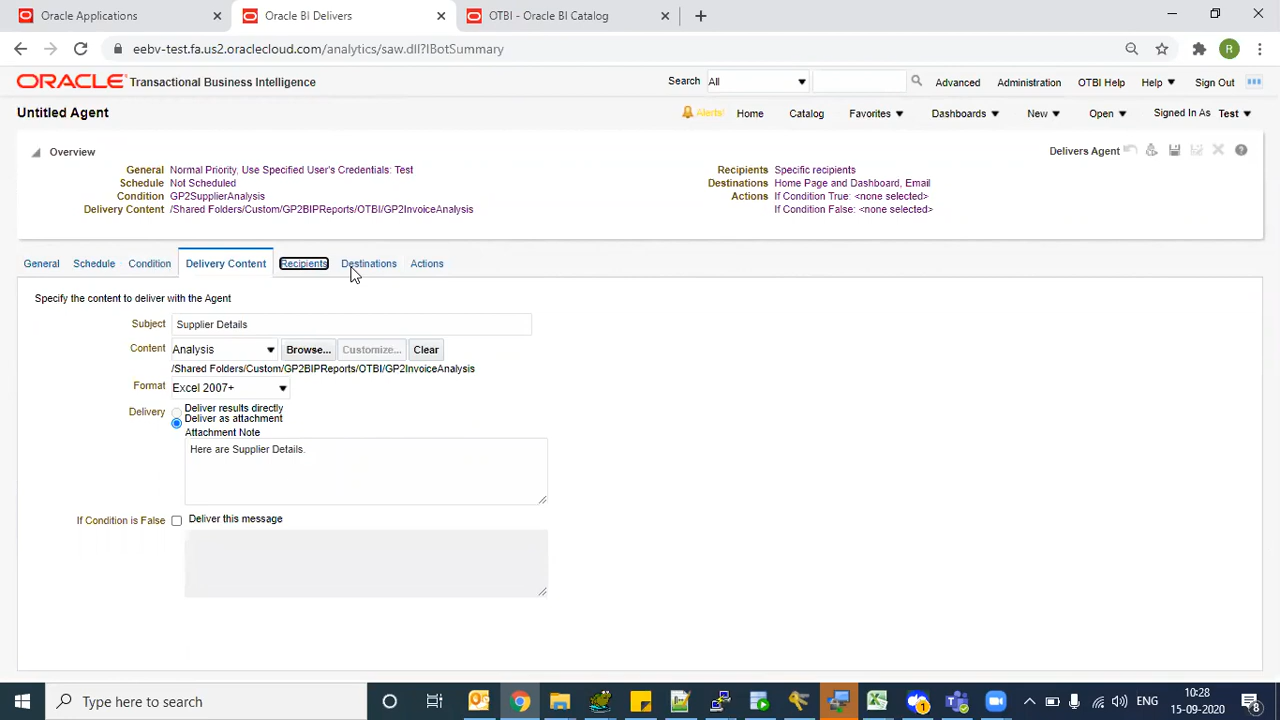 Oracle Applications
Oracle BI Delivers
OTBI - Oracle BI Catalog
eebv-test.fa.us2.oraclecloud.com/analytics/saw.dll?IBotSummary
R
ORACLE Transactional Business Intelligence
Search All
Advanced Administration OTBI Help Help Sign Out
Untitled Agent
Alerts! Home Catalog Favorites Dashboards New Open Signed In As Test
Overview
Delivers Agent
General Normal Priority, Use Specified User's Credentials: Test
Schedule Not Scheduled
Condition GP2SupplierAnalysis
Delivery Content /Shared Folders/Custom/GP2BIPReports/OTBI/GP2InvoiceAnalysis
Recipients Specific recipients
Destinations Home Page and Dashboard, Email
Actions If Condition True: <none selected>
If Condition False: <none selected>
General Schedule Condition Delivery Content Recipients Destinations Actions
Specify the content to deliver with the Agent
Subject Supplier Details
Content Analysis Browse... Customize... Clear
/Shared Folders/Custom/GP2BIPReports/OTBI/GP2InvoiceAnalysis
Format Excel 2007+
Delivery Deliver results directly
Deliver as attachment
Attachment Note
Here are Supplier Details.
If Condition is False Deliver this message
Type here to search
ENG
10:28
15-09-2020